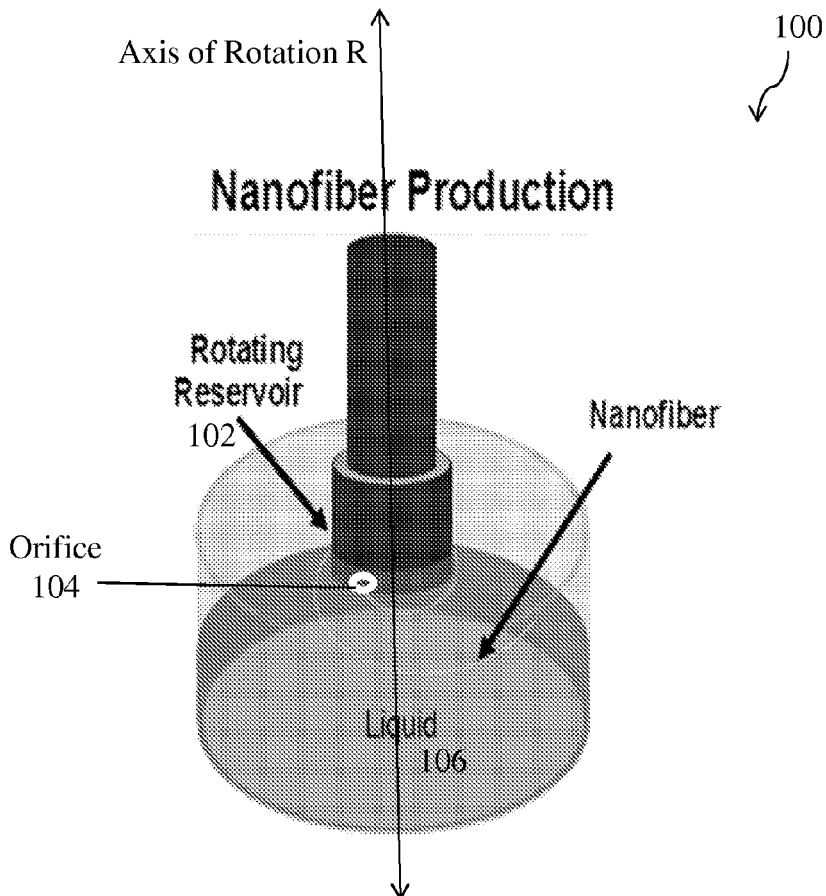 100
Axis of Rotation R
Nanofiber Production
Rotating
Reservoir
102
Nanofiber
Orifice
104
Liquid
106